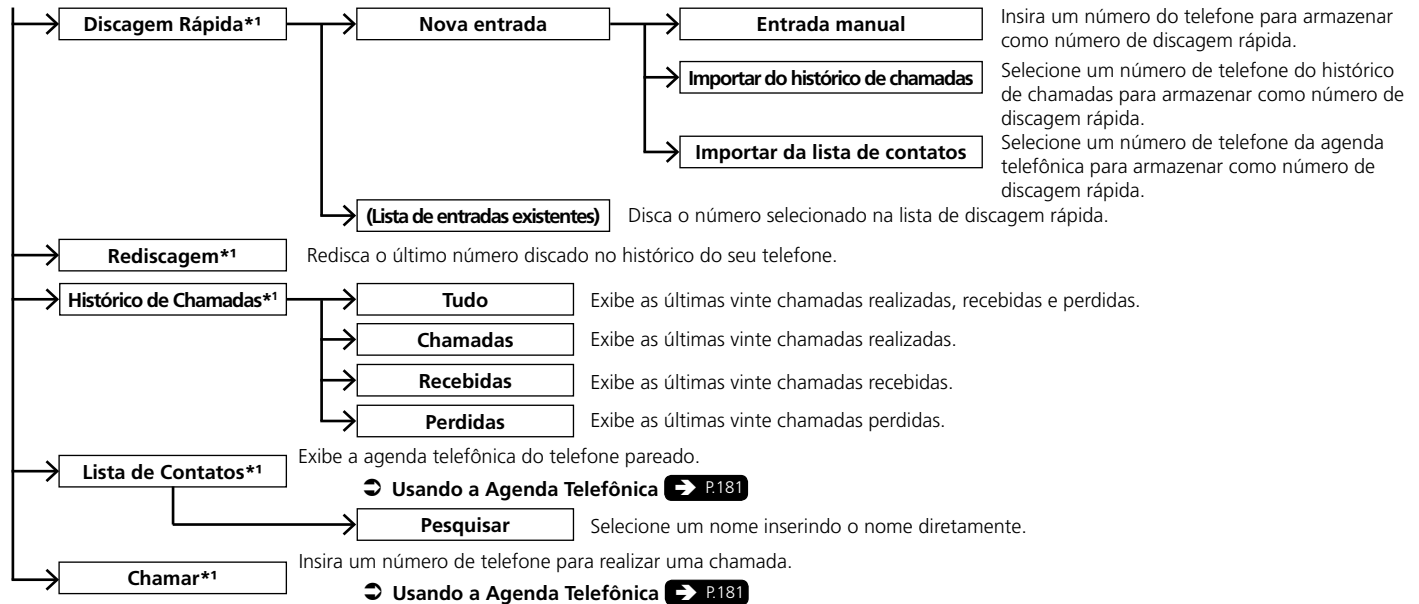 Discagem Rápida*1
Nova entrada
Entrada manual
Insira um número do telefone para armazenar
como número de discagem rápida.
Importar do histórico de chamadas
Selecione um número de telefone do histórico
de chamadas para armazenar como número de
discagem rápida.
Importar da lista de contatos
Selecione um número de telefone da agenda
telefônica para armazenar como número de
discagem rápida.
(Lista de entradas existentes)
Disca o número selecionado na lista de discagem rápida.
Rediscagem*1
Redisca o último número discado no histórico do seu telefone.
Histórico de Chamadas*1
Tudo
Exibe as últimas vinte chamadas realizadas, recebidas e perdidas.
Chamadas
Exibe as últimas vinte chamadas realizadas.
Recebidas
Exibe as últimas vinte chamadas recebidas.
Perdidas
Exibe as últimas vinte chamadas perdidas.
Lista de Contatos*1
Exibe a agenda telefônica do telefone pareado.
Usando a Agenda Telefônica P.181
Pesquisar
Selecione um nome inserindo o nome diretamente.
Chamar*1
Insira um número de telefone para realizar uma chamada.
Usando a Agenda Telefônica P.181